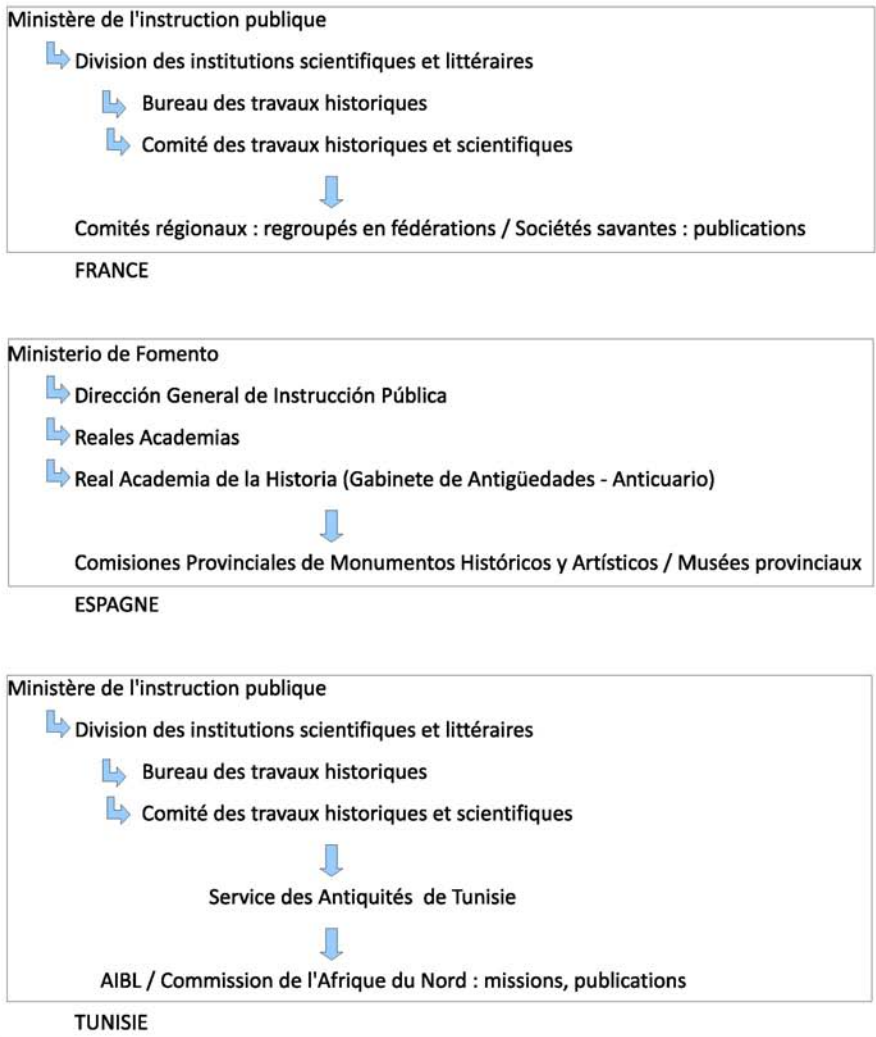 Ministère de l'instruction publique
Division des institutions scientifiques et littéraires
Bureau des travaux historiques
Comité des travaux historiques et scientifiques
Comités régionaux : regroupés en fédérations / Sociétés savantes : publications
FRANCE
Ministerio de Fomento
Dirección General de Instrucción Pública
Reales Academias
Real Academia de la Historia (Gabinete de Antigüedades - Anticuario)
Comisiones Provinciales de Monumentos Históricos y Artísticos / Musées provinciaux
ESPAGNE
Ministère de l'instruction publique
Division des institutions scientifiques et littéraires
Bureau des travaux historiques
Comité des travaux historiques et scientifiques
Service des Antiquités de Tunisie
AIBL / Commission de l'Afrique du Nord : missions, publications
TUNISIE